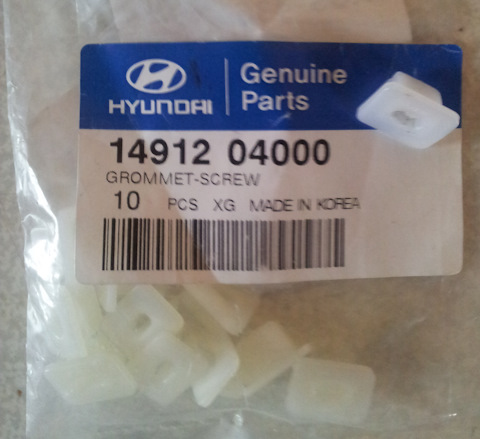 HYUNDAI
Genuine
Parts
14912 04000
GROMMET-SCREW
10 PCS XG MADE IN KOREA